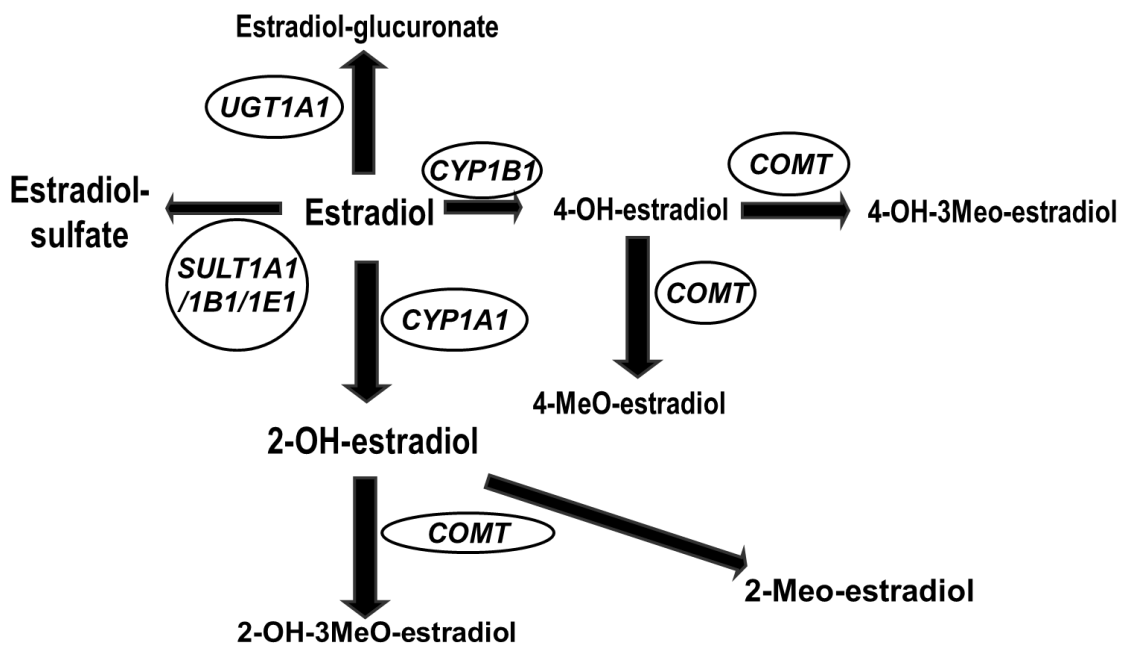 Estradiol-glucuronate
UGT1A1
CYP1B1
COMT
Estradiol-
sulfate
Estradiol
4-OH-estradiol
4-OH-3Meo-estradiol
SULT1A1
/1B1/1E1
CYP1A1
COMT
4-MeO-estradiol
2-OH-estradiol
COMT
2-Meo-estradiol
2-OH-3MeO-estradiol